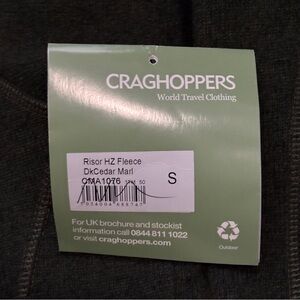 CRAGHOPPERS
World Travel Clothing
Risor HZ Fleece
DkCedar Marl
CMA1076
S
For UK brochure and stockist
information call 0844 811 1022
or visit craghoppers.com
Outdoor